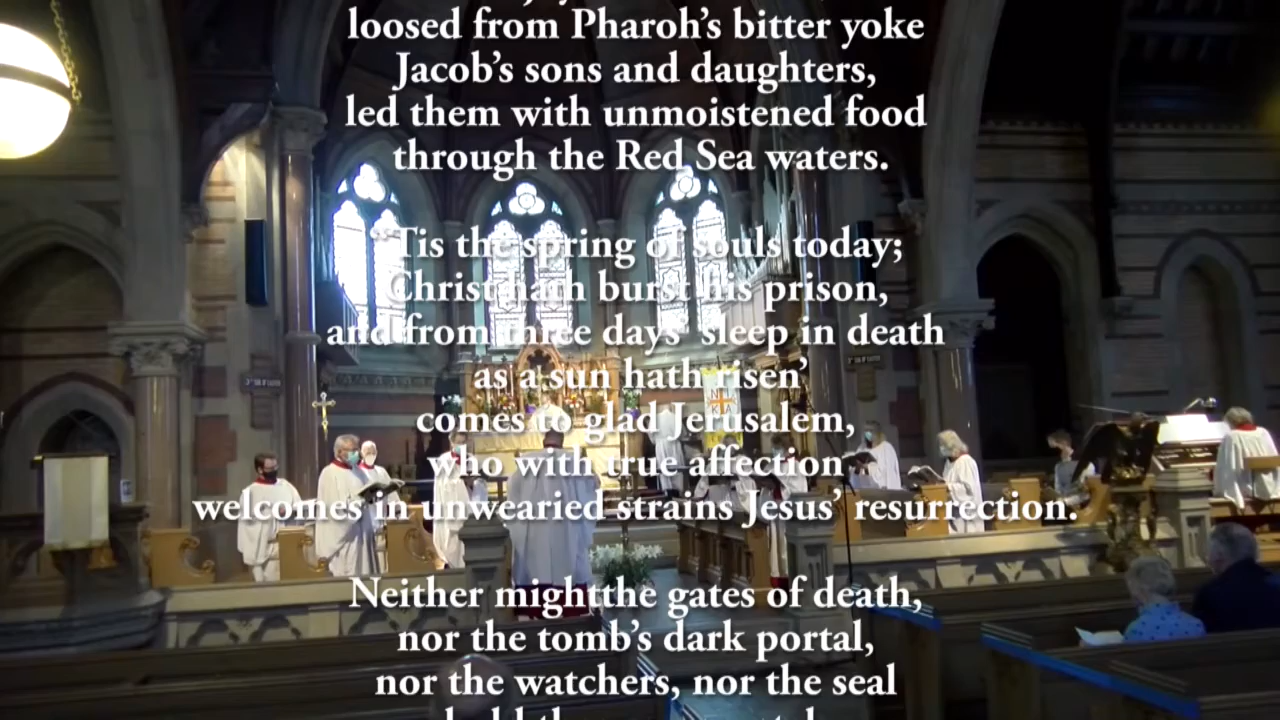 loosed from Pharoh’s bitter yoke
Jacob’s sons and daughters,
led them with unmoistened food
through the Red Sea waters.
“Tis the spring of souls today;
Christ hath burst his prison,
and from three days’ sleep in death
as a sun hath risen’
comes to glad Jerusalem,
who with true affection
welcomes in unwearied strains Jesus’ resurrection.
Neither mightthe gates of death,
nor the tomb’s dark portal,
nor the watchers, nor the seal